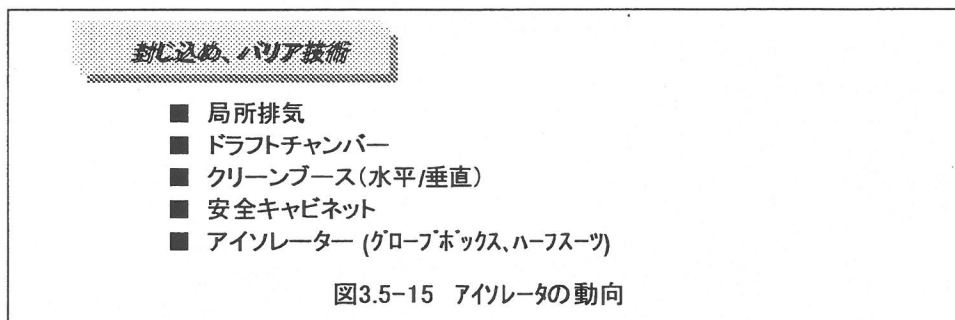 封じ込め、バリア技術
■ 局所排気
■ ドラフトチャンバー
■ クリーンブース(水平/垂直)
■ 安全キャビネット
■ アイソレーター (ｸﾞﾛｰﾌﾞﾎﾞｯｸｽ、ﾊｰﾌｽｰﾂ)
図3.5-15 ｱｲｿﾚｰﾀの動向